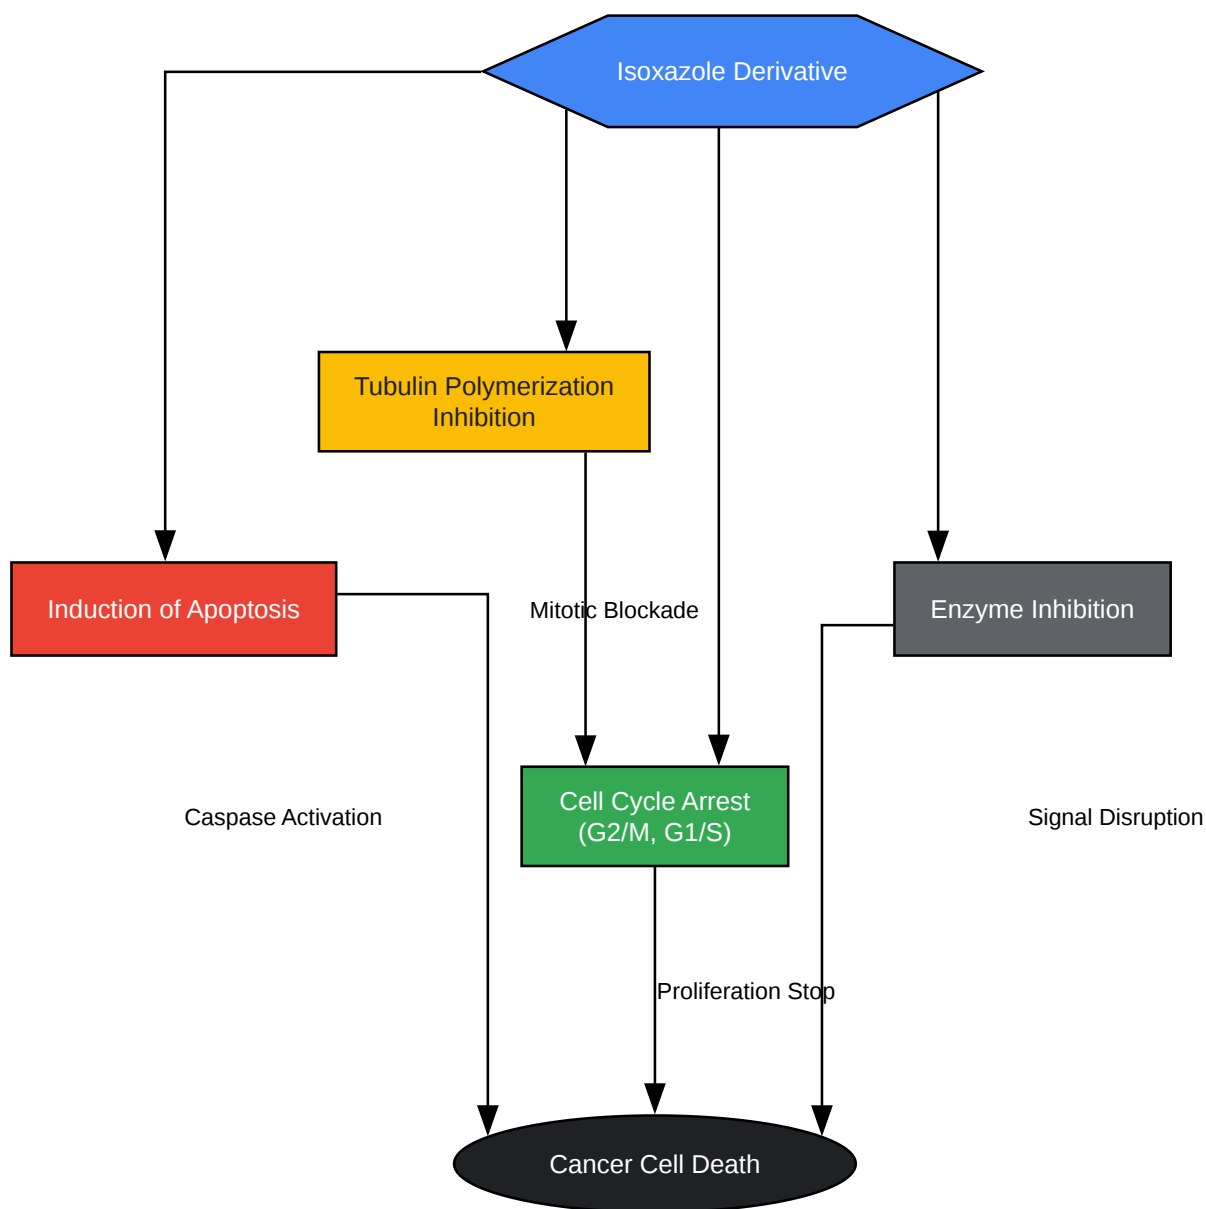 Isoxazole Derivative
Tubulin Polymerization
Inhibition
Induction of Apoptosis
Mitotic Blockade
Enzyme Inhibition
Cell Cycle Arrest
(G2/M, G1/S)
Caspase Activation
Signal Disruption
Proliferation Stop
Cancer Cell Death